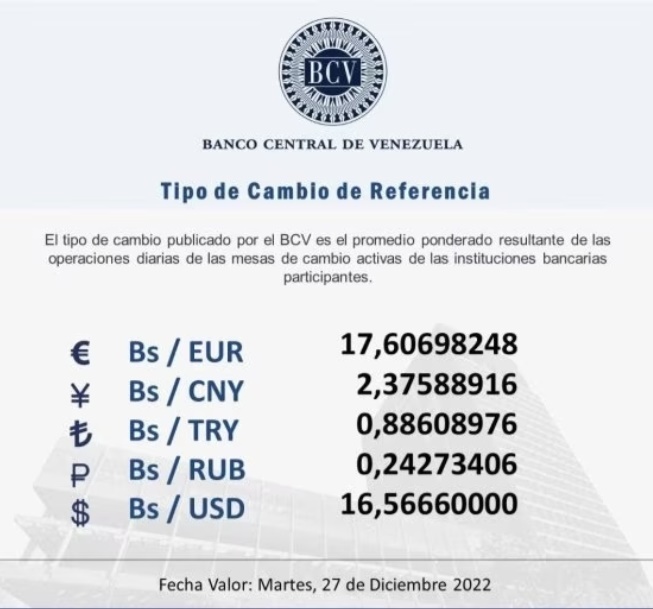 BCV
BANCO CENTRAL DE VENEZUELA
Tipo de Cambio de Referencia
El tipo de cambio publicado por el BCV es el promedio ponderado resultante de las
operaciones diarias de las mesas de cambio activas de las instituciones bancarias
participantes.
€ Bs / EUR 17,60698248
¥ Bs / CNY 2,37588916
₺ Bs / TRY 0,88608976
₽ Bs / RUB 0,24273406
$ Bs / USD 16,56660000
Fecha Valor: Martes, 27 de Diciembre 2022